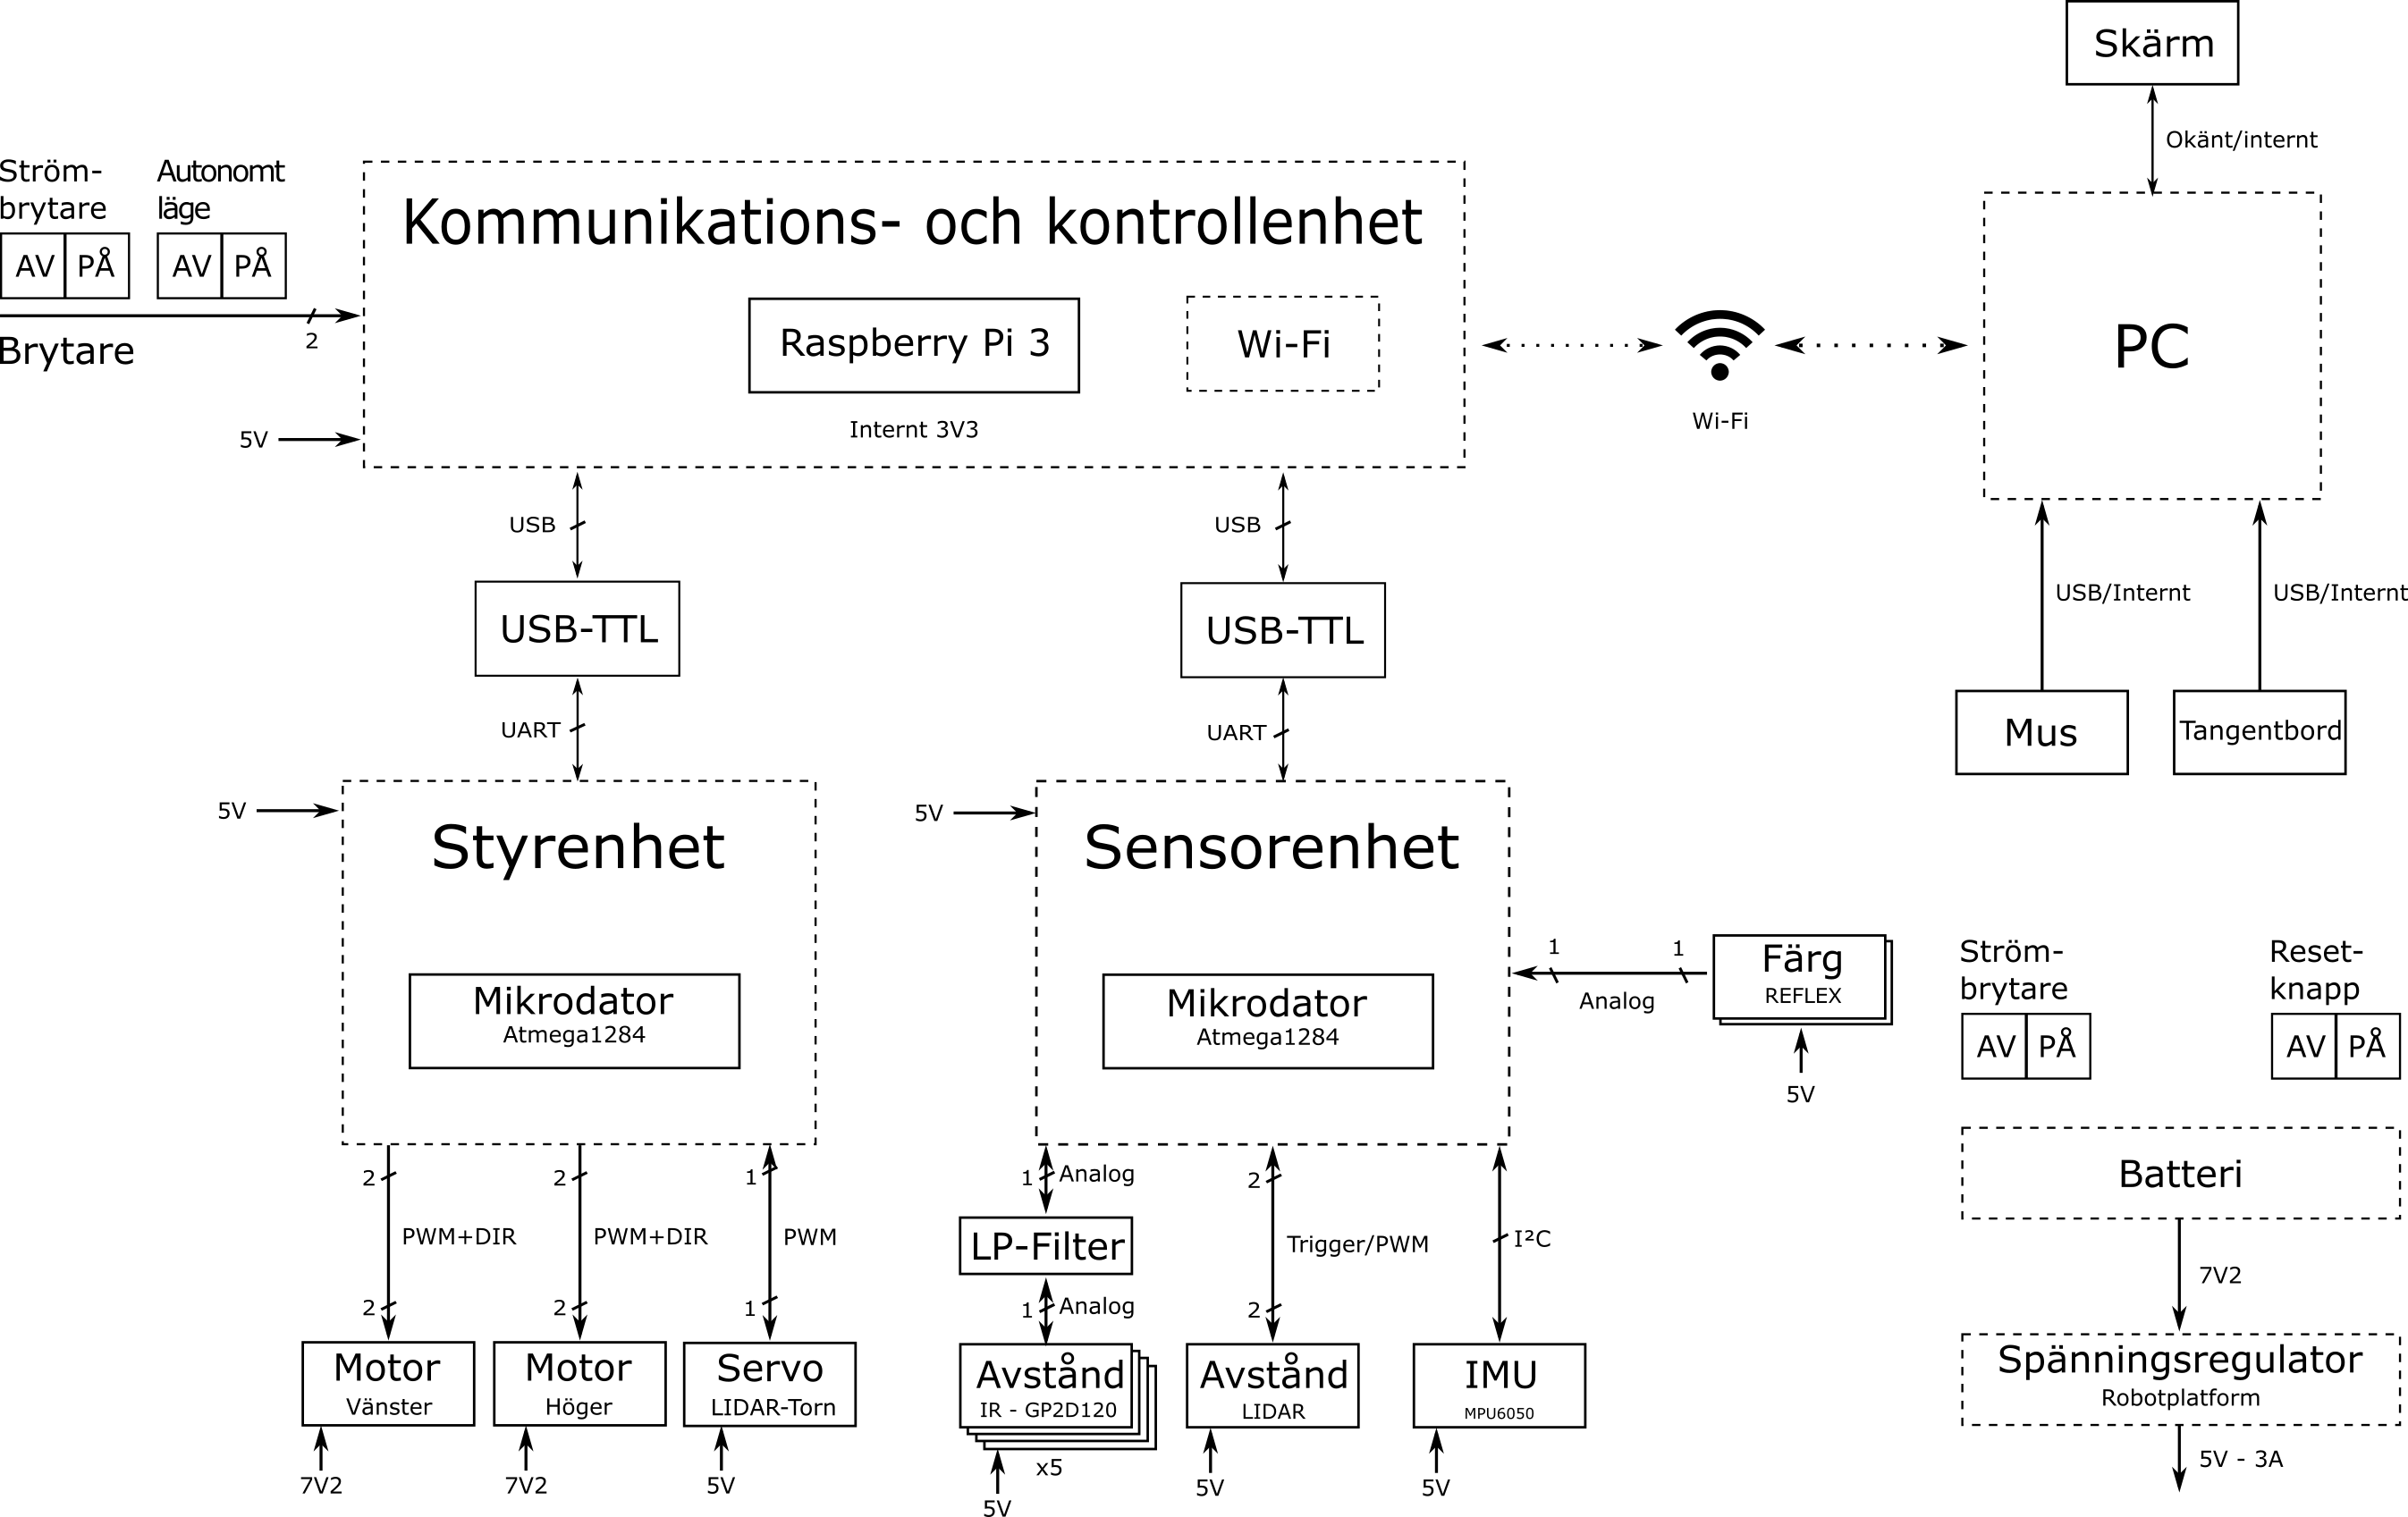 Skärm
Okänt/internt
Ström-
brytare
AV PÅ
Autonomt
läge
AV PÅ
Brytare
2
5V
Kommunikations- och kontrollenhet
Raspberry Pi 3
Wi-Fi
Internt 3V3
Wi-Fi
PC
USB
USB
USB-TTL
USB-TTL
UART
UART
USB/Internt
USB/Internt
Mus
Tangentbord
5V
Styrenhet
Mikrodator
Atmega1284
5V
Sensorenhet
Mikrodator
Atmega1284
1
1
Analog
Färg
REFLEX
5V
Ström-
brytare
AV PÅ
Reset-
knapp
AV PÅ
Batteri
7V2
Spänningsregulator
Robotplatform
5V - 3A
2
PWM+DIR
2
2
PWM+DIR
2
1
PWM
1
Motor
Vänster
7V2
Motor
Höger
7V2
Servo
LIDAR-Torn
5V
1
Analog
LP-Filter
1
Analog
Avstånd
IR - GP2D120
x5
5V
2
Trigger/PWM
2
Avstånd
LIDAR
5V
I²C
IMU
MPU6050
5V